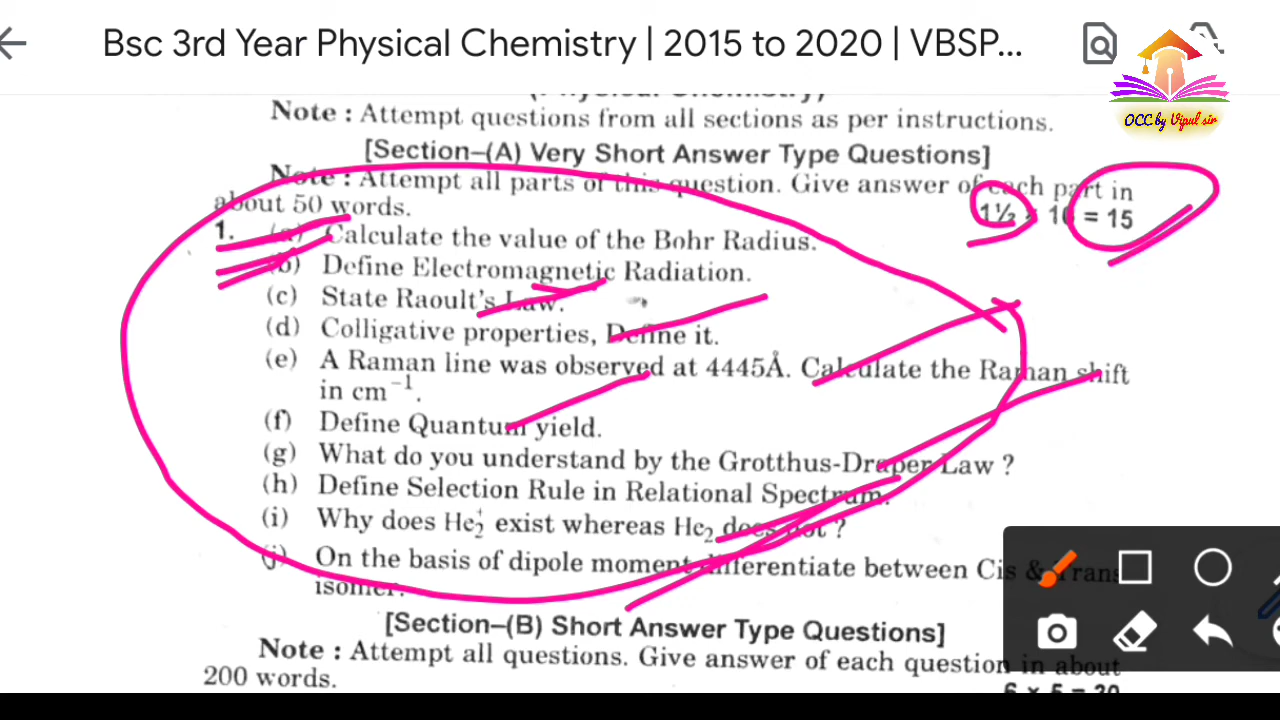 Bsc 3rd Year Physical Chemistry | 2015 to 2020 | VBSP...
OCC by Vipul sir
Note : Attempt questions from all sections as per instructions.
[Section–(A) Very Short Answer Type Questions]
Note : Attempt all parts of this question. Give answer of each part in
about 50 words. 1½ × 10 = 15
1. (a) Calculate the value of the Bohr Radius.
(b) Define Electromagnetic Radiation.
(c) State Raoult's Law.
(d) Colligative properties, Define it.
(e) A Raman line was observed at 4445Å. Calculate the Raman shift
in cm⁻¹.
(f) Define Quantum yield.
(g) What do you understand by the Grotthus-Draper Law ?
(h) Define Selection Rule in Relational Spectrum.
(i) Why does He₂⁺ exist whereas He₂ does not ?
(j) On the basis of dipole moment differentiate between Cis & Trans
isomer.
[Section–(B) Short Answer Type Questions]
Note : Attempt all questions. Give answer of each question in about
200 words.